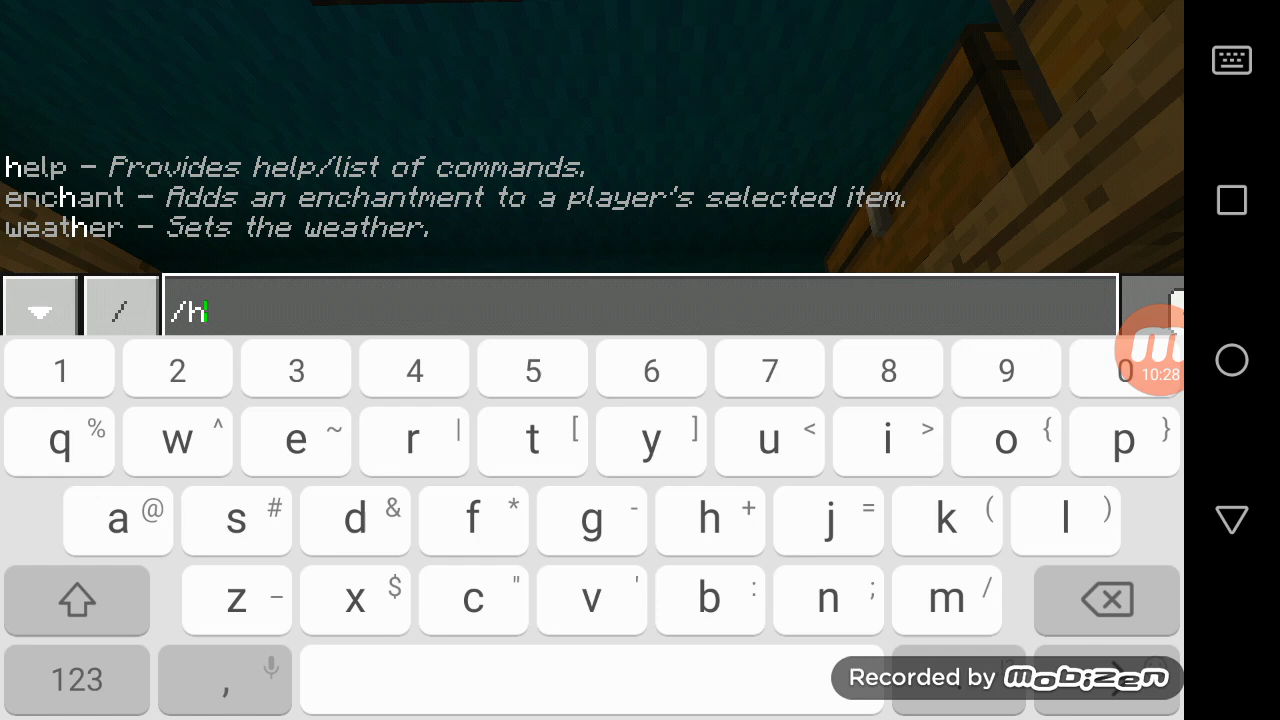 help – Provides help/list of commands.
enchant – Adds an enchantment to a player's selected item.
weather – Sets the weather.
/ /h
1 2 3 4 5 6 7 8 9 0
10:28
q % w ^ e ~ r | t [ y ] u < i > o { p }
a @ s # d & f * g - h + j = k ( l )
z – x $ c " v ' b : n ; m /
123 ,
Recorded by mobizen